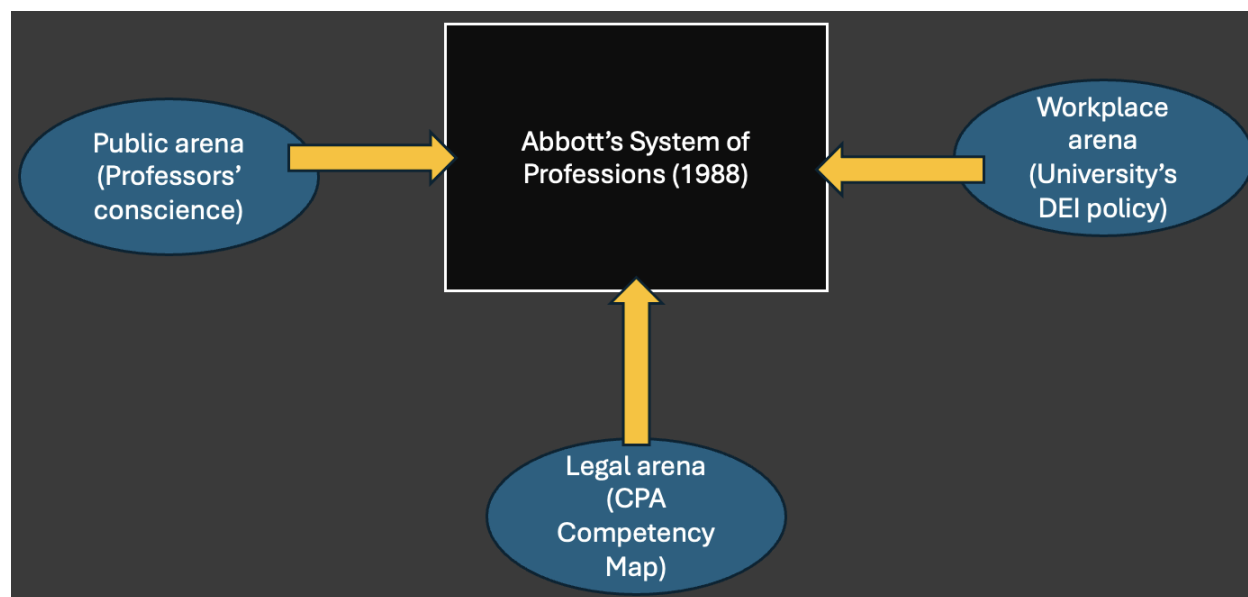 Public arena
(Professors’
conscience)
Abbott’s System of
Professions (1988)
Workplace
arena
(University’s
DEI policy)
Legal arena
(CPA
Competency
Map)